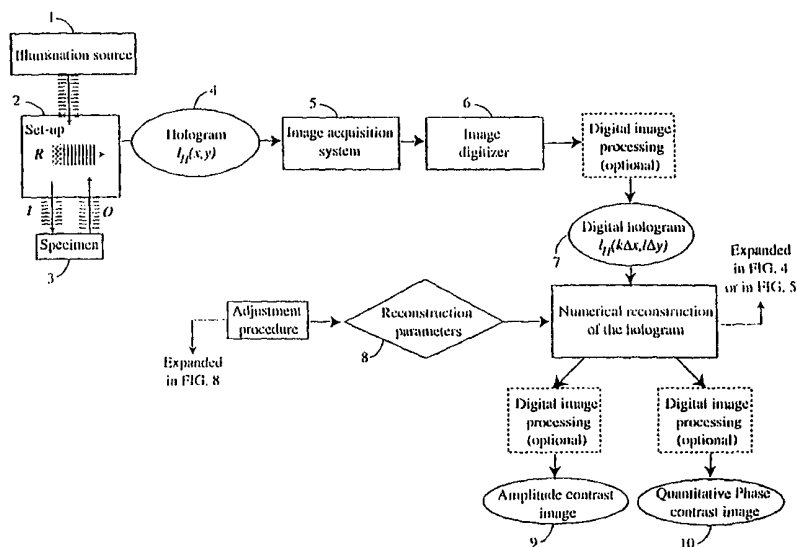 1
Illumination source
2
Set-up
R
I
O
Specimen
3
4
Hologram
I_H(x,y)
5
Image acquisition
system
6
Image
digitizer
Digital image
processing
(optional)
Digital hologram
I_H(kΔx,lΔy)
7
Expanded
in FIG. 4
or in FIG. 5
Adjustment
procedure
Expanded
in FIG. 8
Reconstruction
parameters
8
Numerical reconstruction
of the hologram
Digital image
processing
(optional)
Digital image
processing
(optional)
Amplitude contrast
image
9
Quantitative Phase
contrast image
10